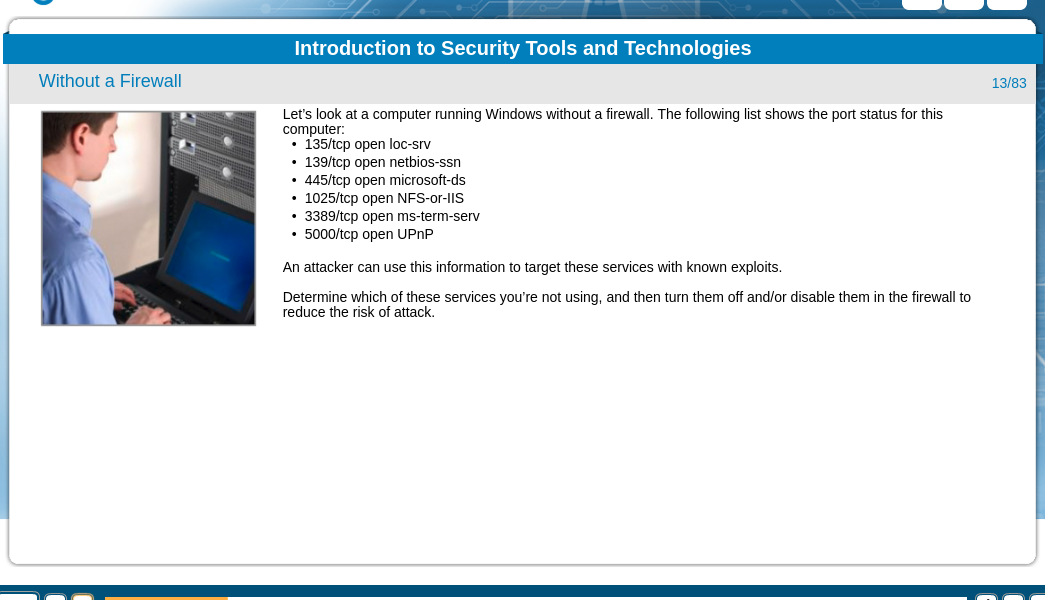 Introduction to Security Tools and Technologies
Without a Firewall
13/83
Let’s look at a computer running Windows without a firewall. The following list shows the port status for this
computer:
• 135/tcp open loc-srv
• 139/tcp open netbios-ssn
• 445/tcp open microsoft-ds
• 1025/tcp open NFS-or-IIS
• 3389/tcp open ms-term-serv
• 5000/tcp open UPnP
An attacker can use this information to target these services with known exploits.
Determine which of these services you’re not using, and then turn them off and/or disable them in the firewall to
reduce the risk of attack.